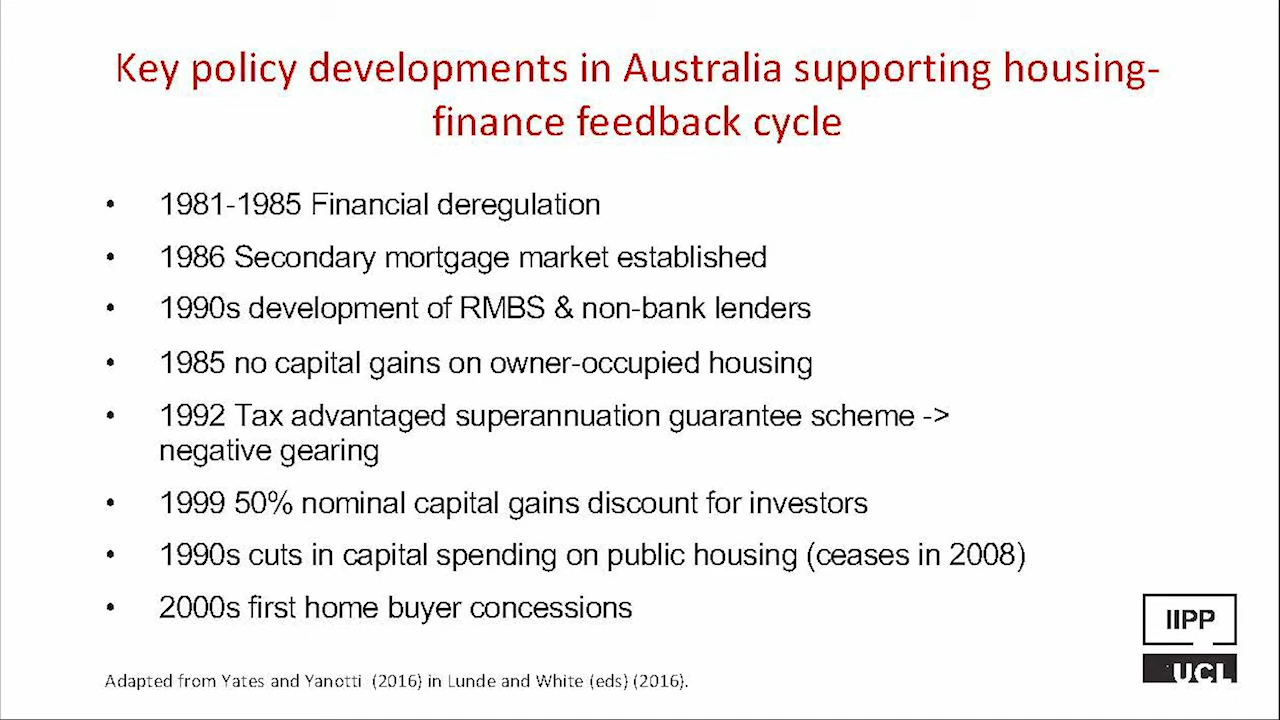 Key policy developments in Australia supporting housing-
finance feedback cycle
• 1981-1985 Financial deregulation
• 1986 Secondary mortgage market established
• 1990s development of RMBS & non-bank lenders
• 1985 no capital gains on owner-occupied housing
• 1992 Tax advantaged superannuation guarantee scheme ->
negative gearing
• 1999 50% nominal capital gains discount for investors
• 1990s cuts in capital spending on public housing (ceases in 2008)
• 2000s first home buyer concessions
IIPP
UCL
Adapted from Yates and Yanotti (2016) in Lunde and White (eds) (2016).